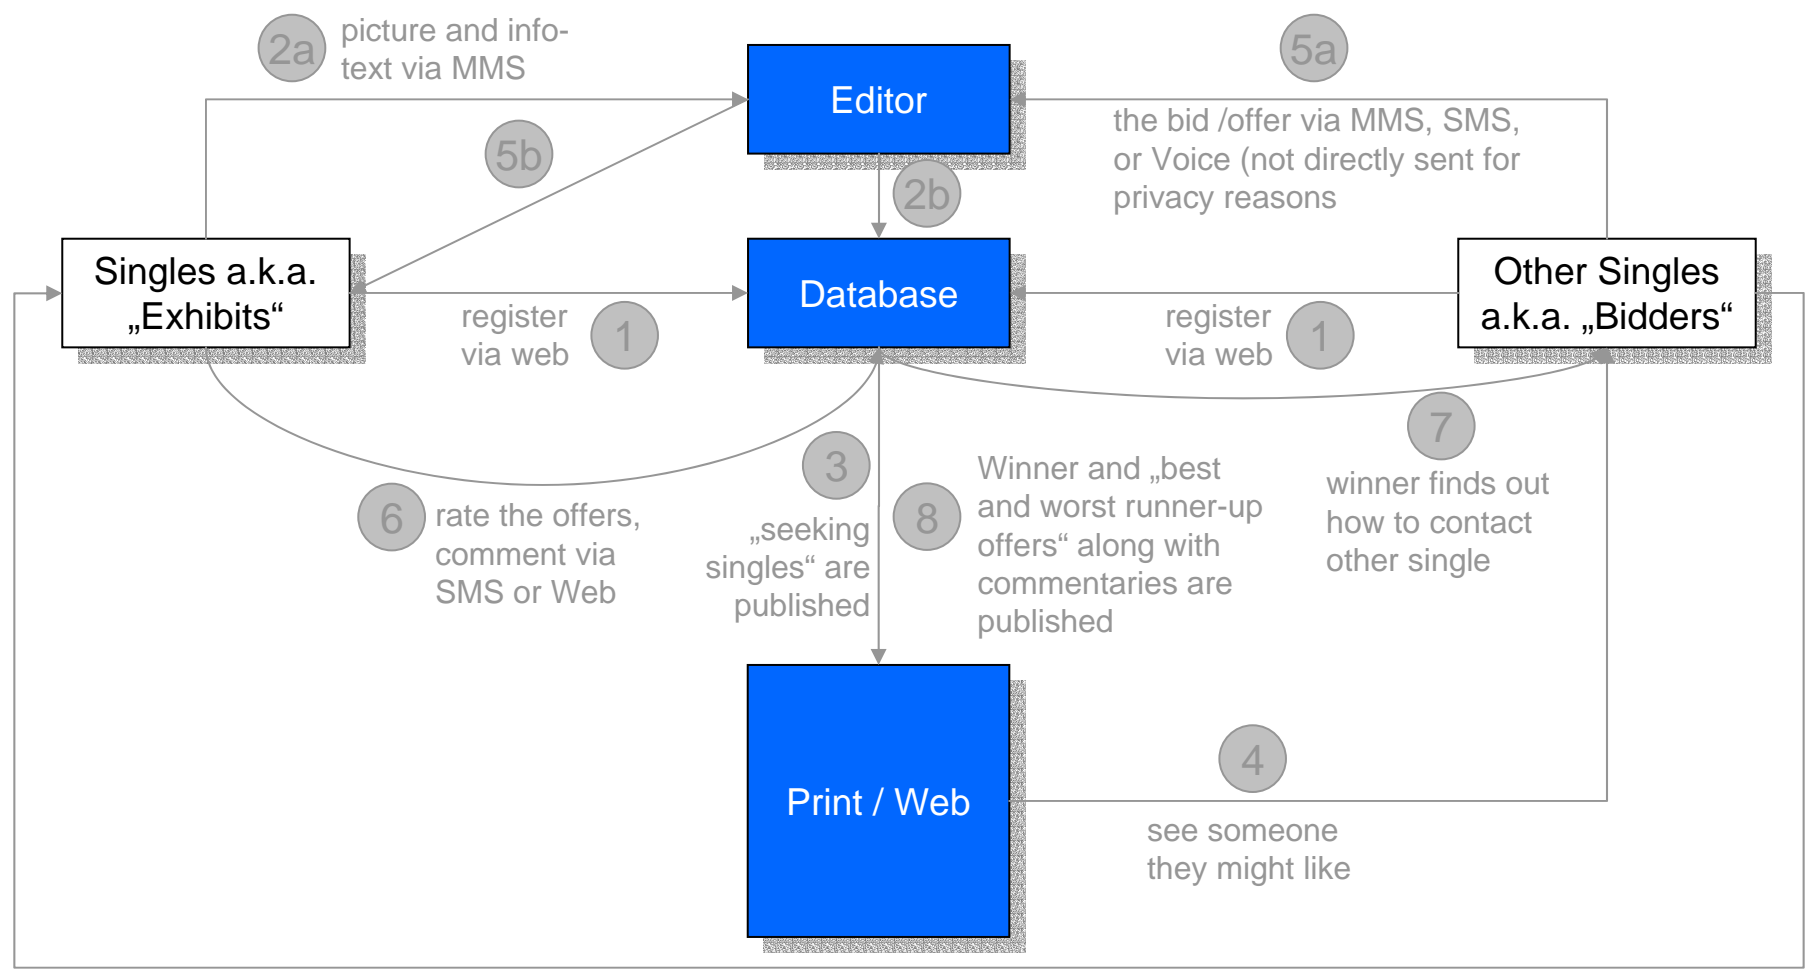 2a
picture and info-
text via MMS
Editor
5a
the bid /offer via MMS, SMS,
or Voice (not directly sent for
privacy reasons
5b
2b
Singles a.k.a.
„Exhibits“
Database
Other Singles
a.k.a. „Bidders“
register
via web
1
register
via web
1
6
rate the offers,
comment via
SMS or Web
3
„seeking
singles“ are
published
8
Winner and „best
and worst runner-up
offers“ along with
commentaries are
published
7
winner finds out
how to contact
other single
Print / Web
4
see someone
they might like